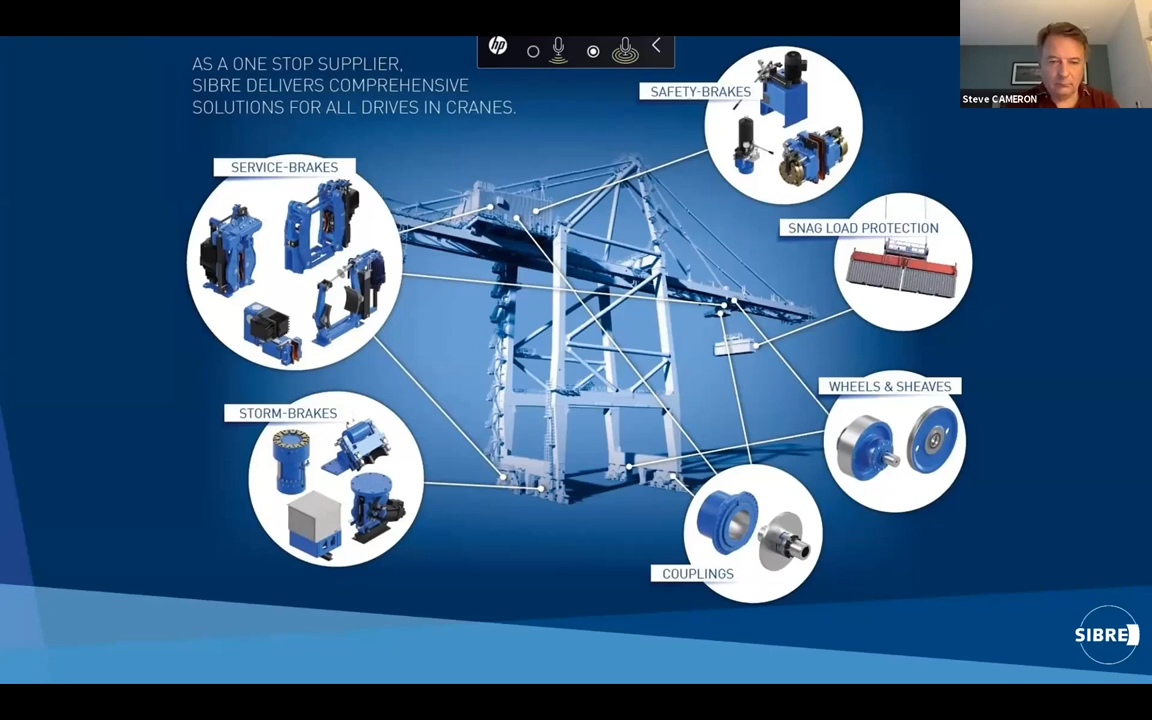 AS A ONE STOP SUPPLIER,
SIBRE DELIVERS COMPREHENSIVE
SOLUTIONS FOR ALL DRIVES IN CRANES.
hp
Steve CAMERON
SAFETY-BRAKES
SERVICE-BRAKES
SNAG LOAD PROTECTION
WHEELS & SHEAVES
STORM-BRAKES
COUPLINGS
SIBRE